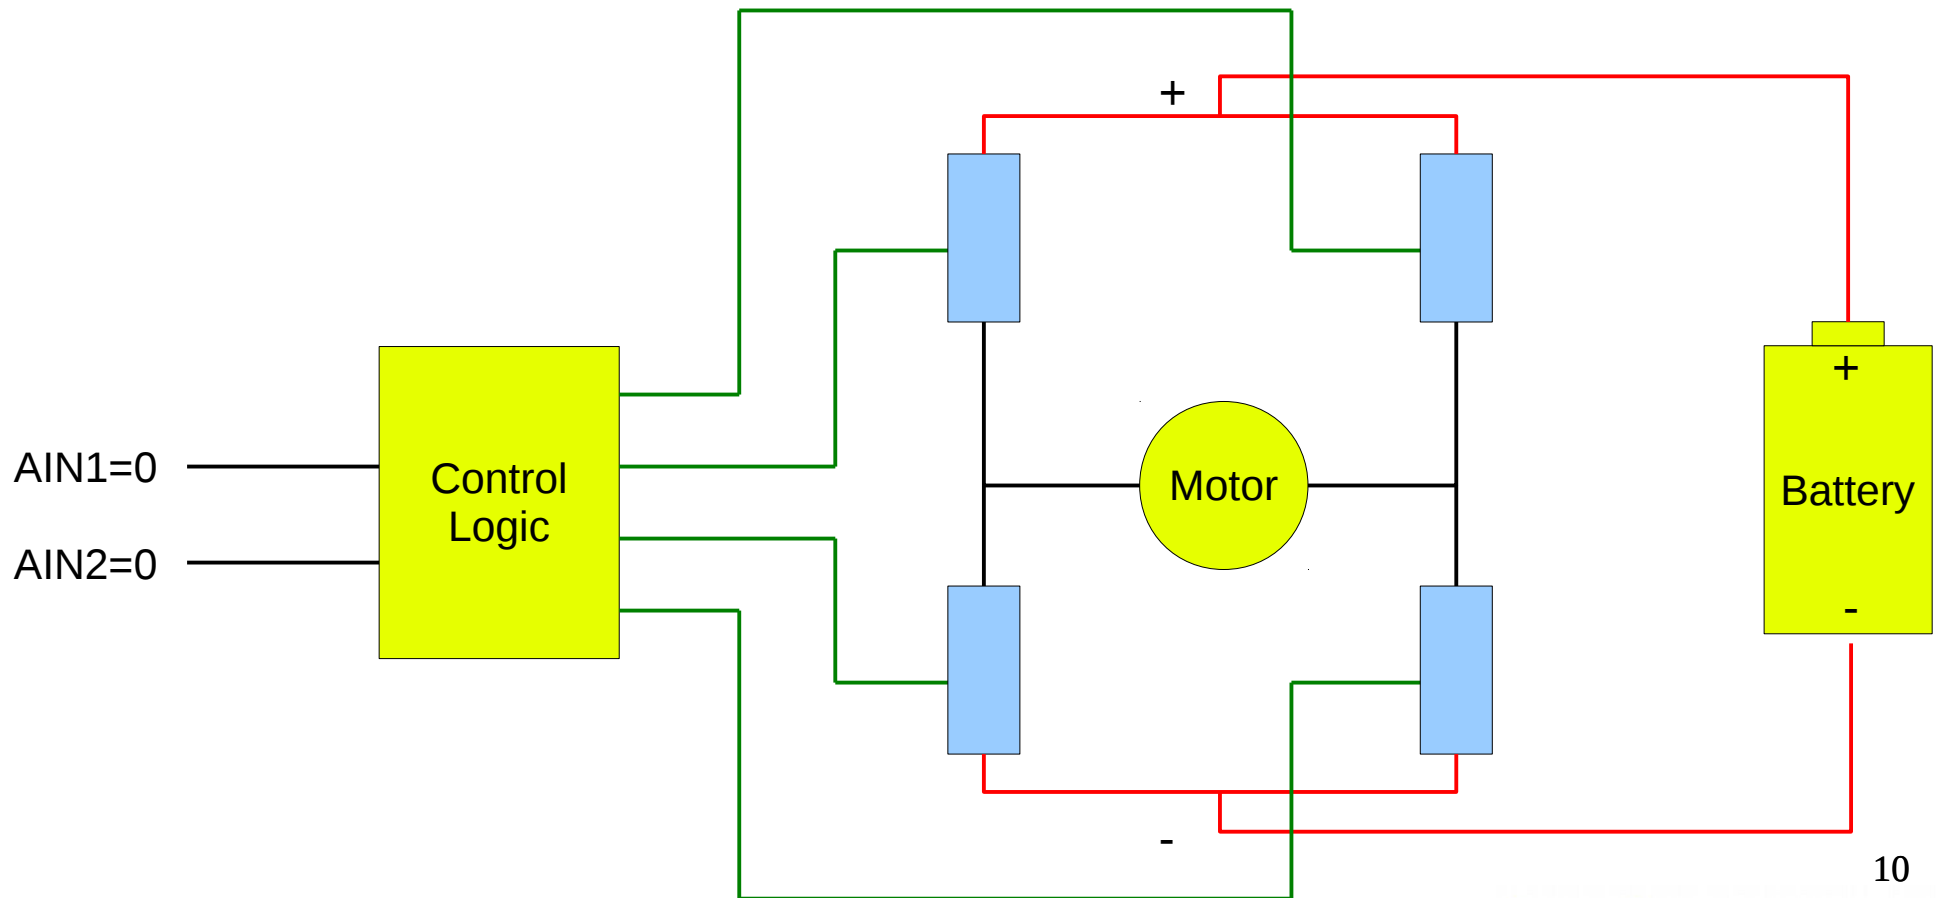 +
+
AIN1=0
AIN2=0
Control
Logic
Motor
Battery
-
-
10